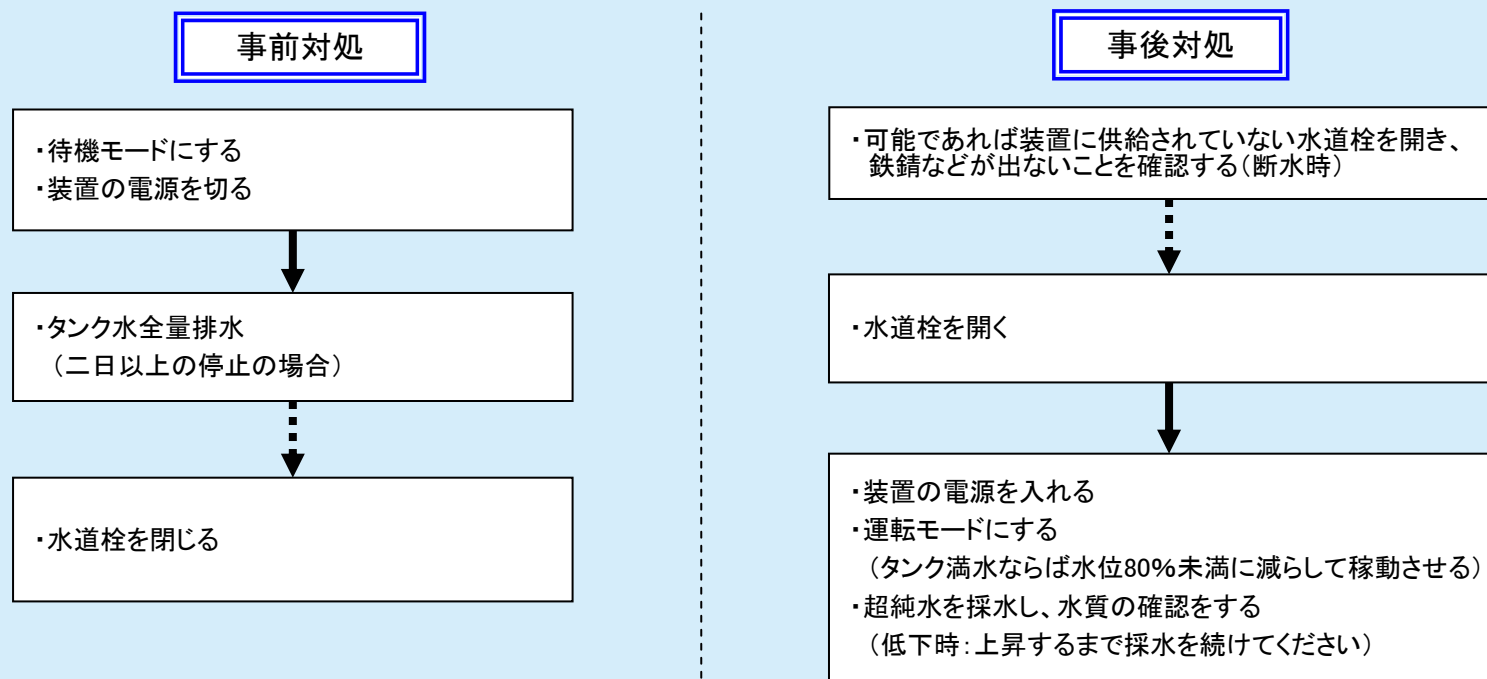 事前対処
・待機モードにする
・装置の電源を切る
・タンク水全量排水
（二日以上の停止の場合）
・水道栓を閉じる
事後対処
・可能であれば装置に供給されていない水道栓を開き、
鉄錆などが出ないことを確認する（断水時）
・水道栓を開く
・装置の電源を入れる
・運転モードにする
（タンク満水ならば水位80%未満に減らして稼動させる）
・超純水を採水し、水質の確認をする
（低下時：上昇するまで採水を続けてください）